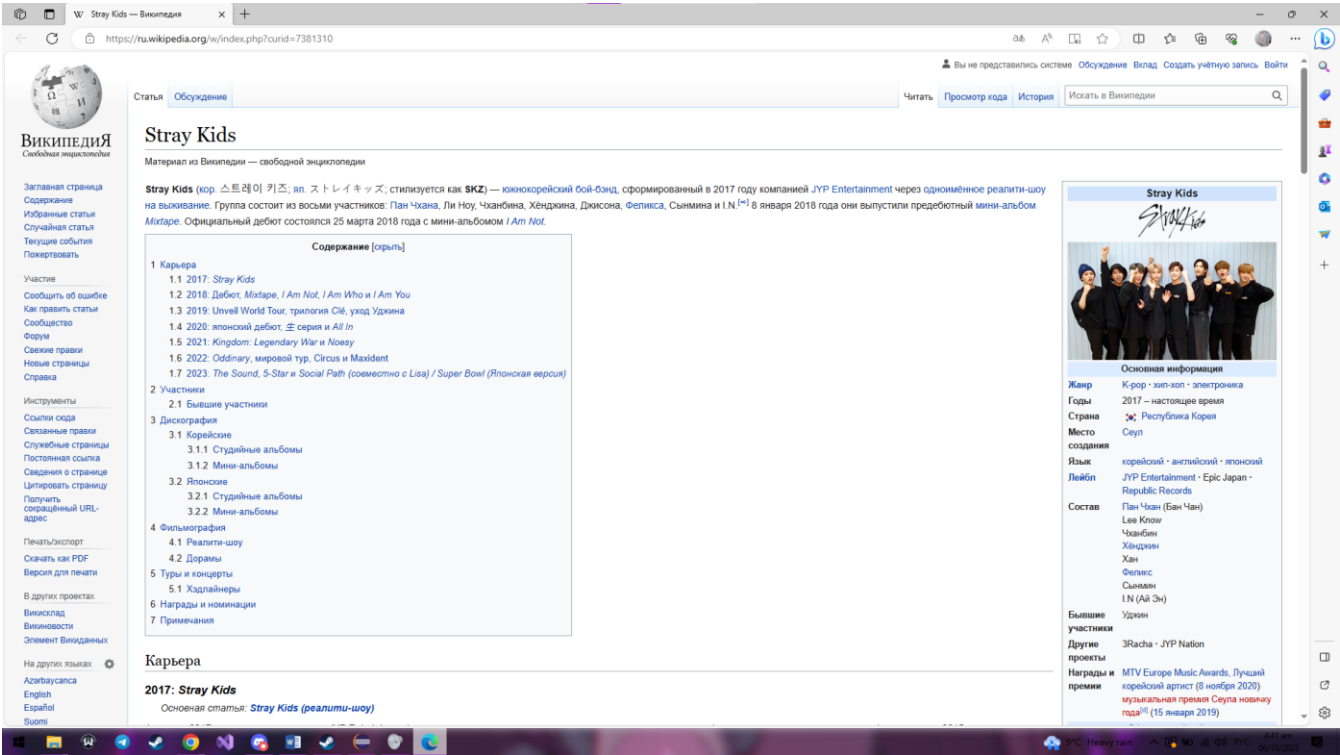 Stray Kids — Википедия
https://ru.wikipedia.org/w/index.php?curid=7381310
Вы не представились системе Обсуждение Вклад Создать учётную запись Войти
Статья Обсуждение
Читать Просмотр кода История
Искать в Википедии
ВикипедиЯ
Свободная энциклопедия
Заглавная страница
Содержание
Избранные статьи
Случайная статья
Текущие события
Пожертвовать
Участие
Сообщить об ошибке
Как править статьи
Сообщество
Форум
Свежие правки
Новые страницы
Справка
Инструменты
Ссылки сюда
Связанные правки
Служебные страницы
Постоянная ссылка
Сведения о странице
Цитировать страницу
Получить
сокращённый URL-
адрес
Печать/экспорт
Скачать как PDF
Версия для печати
В других проектах
Викисклад
Викиновости
Элемент Викиданных
На других языках
Azərbaycanca
English
Español
Suomi
Stray Kids
Материал из Википедии — свободной энциклопедии
Stray Kids (кор. 스트레이 키즈; яп. ストレイキッズ; стилизуется как SKZ) — южнокорейский бой-бэнд, сформированный в 2017 году компанией JYP Entertainment через одноимённое реалити-шоу
на выживание. Группа состоит из восьми участников: Пан Чхана, Ли Ноу, Чханбина, Хёнджина, Джисона, Феликса, Сынмина и I.N.[⇨] 8 января 2018 года они выпустили предебютный мини-альбом
Mixtape. Официальный дебют состоялся 25 марта 2018 года с мини-альбомом I Am Not.
Содержание [скрыть]
1 Карьера
1.1 2017: Stray Kids
1.2 2018: Дебют, Mixtape, I Am Not, I Am Who и I Am You
1.3 2019: Unveil World Tour, трилогия Clé, уход Уджина
1.4 2020: японский дебют, 生 серия и All In
1.5 2021: Kingdom: Legendary War и Noesy
1.6 2022: Oddinary, мировой тур, Circus и Maxident
1.7 2023: The Sound, 5-Star и Social Path (совместно с Lisa) / Super Bowl (Японская версия)
2 Участники
2.1 Бывшие участники
3 Дискография
3.1 Корейские
3.1.1 Студийные альбомы
3.1.2 Мини-альбомы
3.2 Японские
3.2.1 Студийные альбомы
3.2.2 Мини-альбомы
4 Фильмография
4.1 Реалити-шоу
4.2 Дорамы
5 Туры и концерты
5.1 Хэдлайнеры
6 Награды и номинации
7 Примечания
Карьера
2017: Stray Kids
Основная статья: Stray Kids (реалити-шоу)
Stray Kids
Stray Kids
Основная информация
Жанр K-pop · хип-хоп · электроника
Годы 2017 – настоящее время
Страна Республика Корея
Место Сеул
создания
Язык корейский · английский · японский
Лейбл JYP Entertainment · Epic Japan ·
Republic Records
Состав Пан Чхан (Бан Чан)
Lee Know
Чханбин
Хёнджин
Хан
Феликс
Сынмин
I.N (Ай Эн)
Бывшие Уджин
участники
Другие 3Racha · JYP Nation
проекты
Награды и MTV Europe Music Awards, Лучший
премии корейский артист (8 ноября 2020)
музыкальная премия Сеула новичку
года[d] (15 января 2019)
9°C Heavy rain
4:41 am